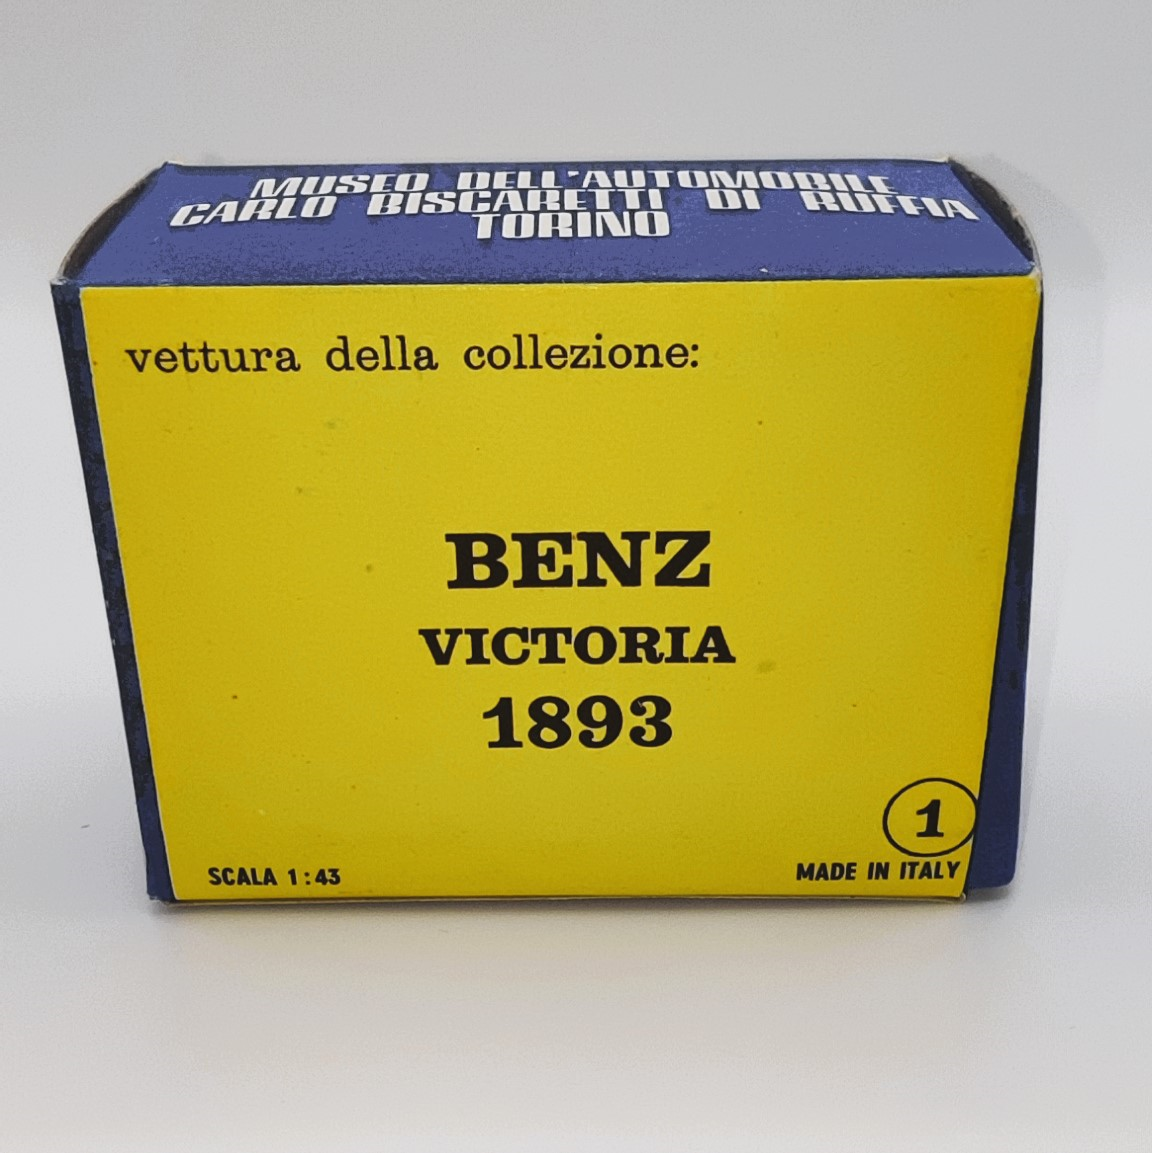 MUSEO DELL'AUTOMOBILE
CARLO BISCARETTI DI RUFFIA
TORINO
vettura della collezione:
BENZ
VICTORIA
1893
1
SCALA 1:43
MADE IN ITALY